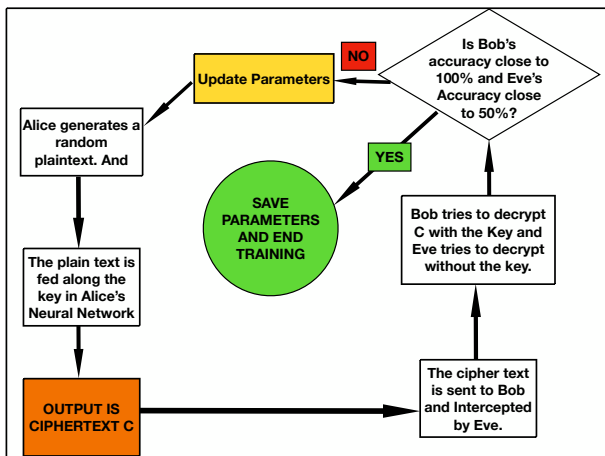 Is Bob's
accuracy close to
100% and Eve's
Accuracy close
to 50%?
NO
Update Parameters
Alice generates a
random
plaintext. And
YES
SAVE
PARAMETERS
AND END
TRAINING
Bob tries to decrypt
C with the Key and
Eve tries to decrypt
without the key.
The plain text is
fed along the
key in Alice's
Neural Network
The cipher text
is sent to Bob
and Intercepted
by Eve.
OUTPUT IS
CIPHERTEXT C